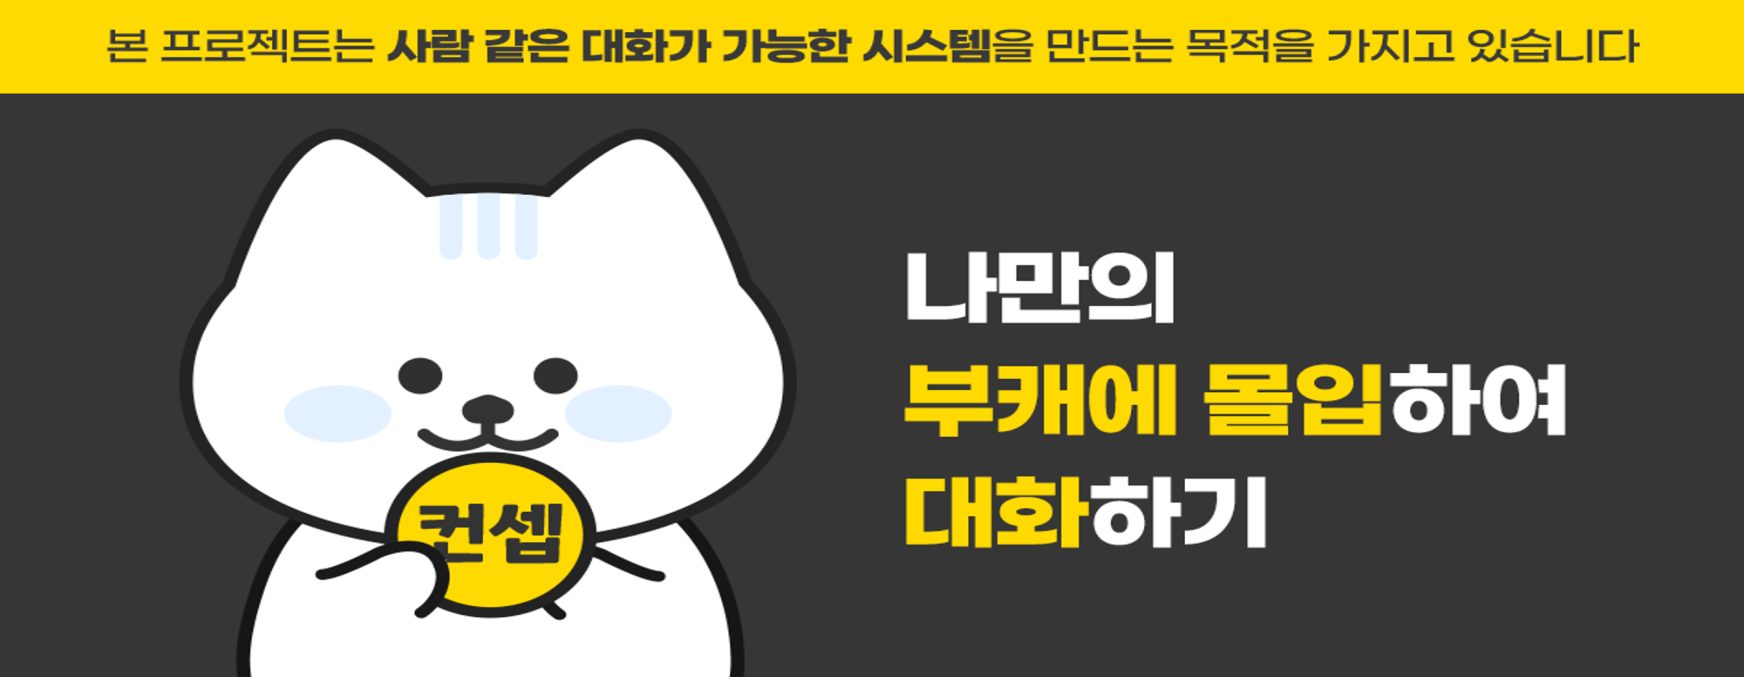 본 프로젝트는 사람 같은 대화가 가능한 시스템을 만드는 목적을 가지고 있습니다
나만의
부캐에 몰입하여
대화하기
컨셉